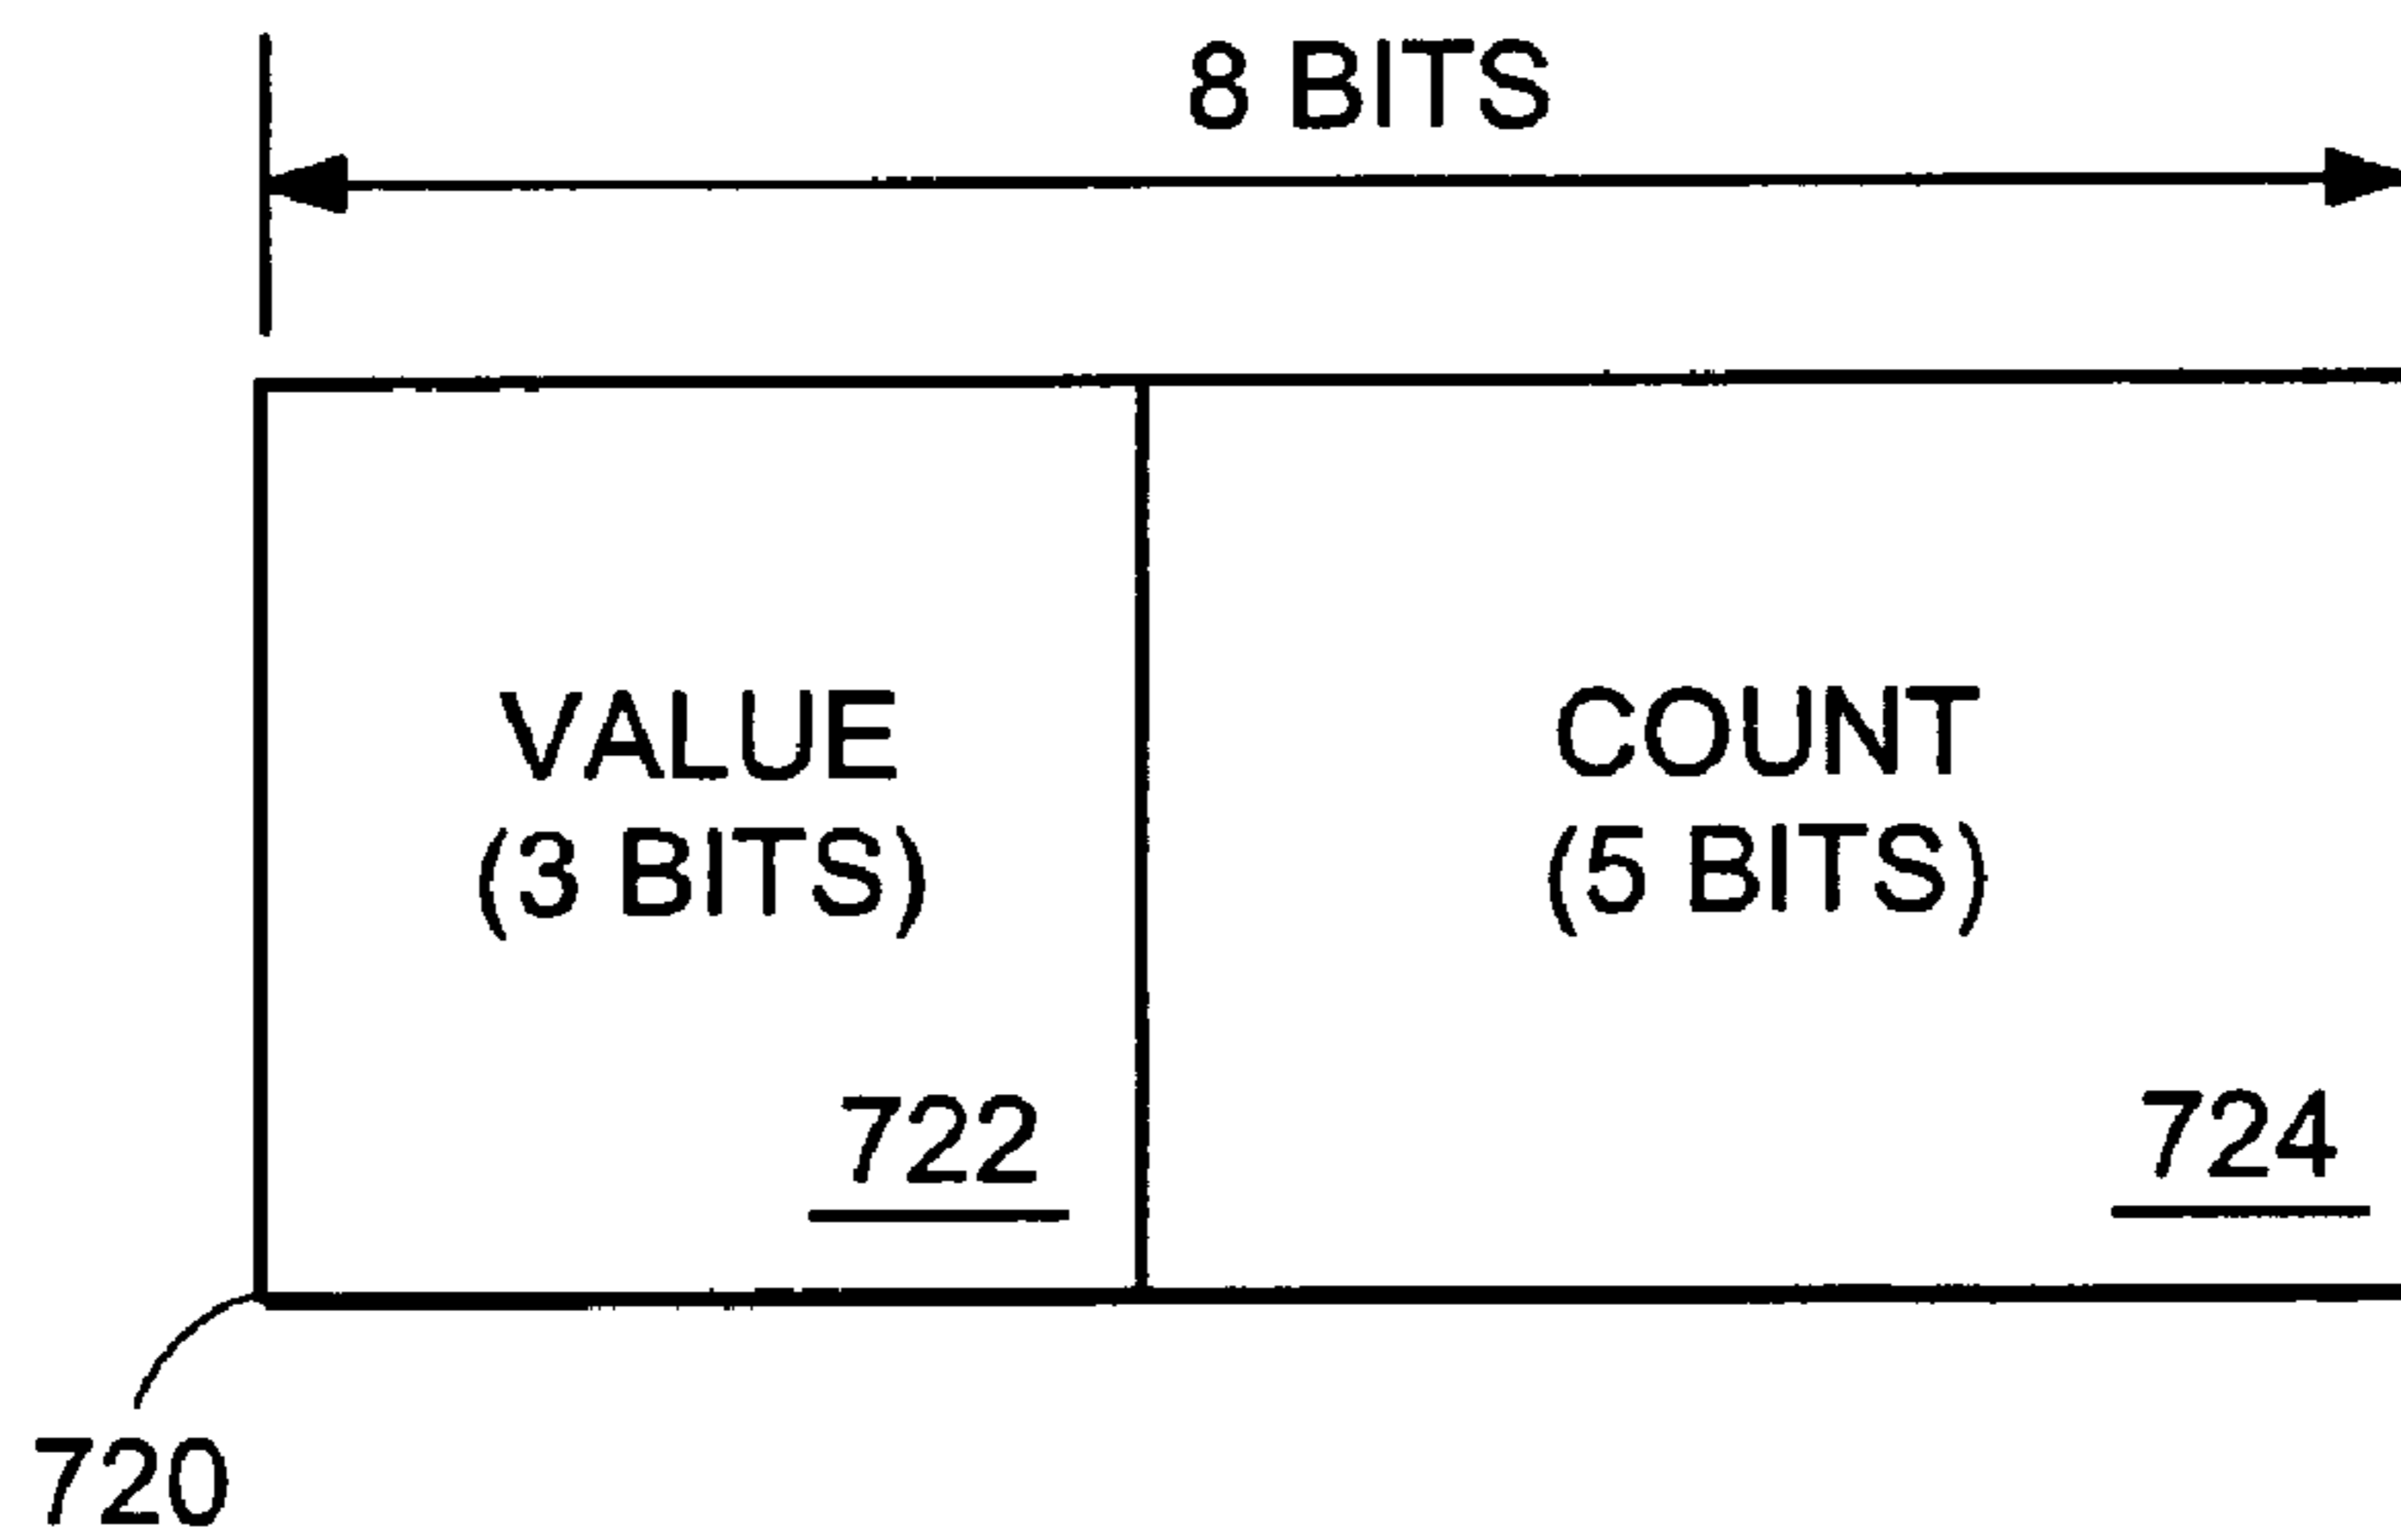 8 BITS
VALUE
(3 BITS)
COUNT
(5 BITS)
722
724
720